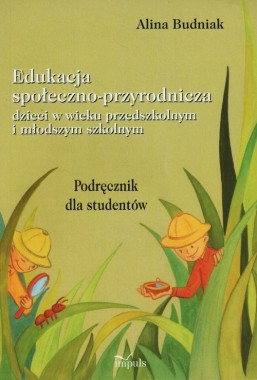 Alina Budniak
Edukacja
społeczno-przyrodnicza
dzieci w wieku przedszkolnym
i młodszym szkolnym
Podręcznik
dla studentów
impuls